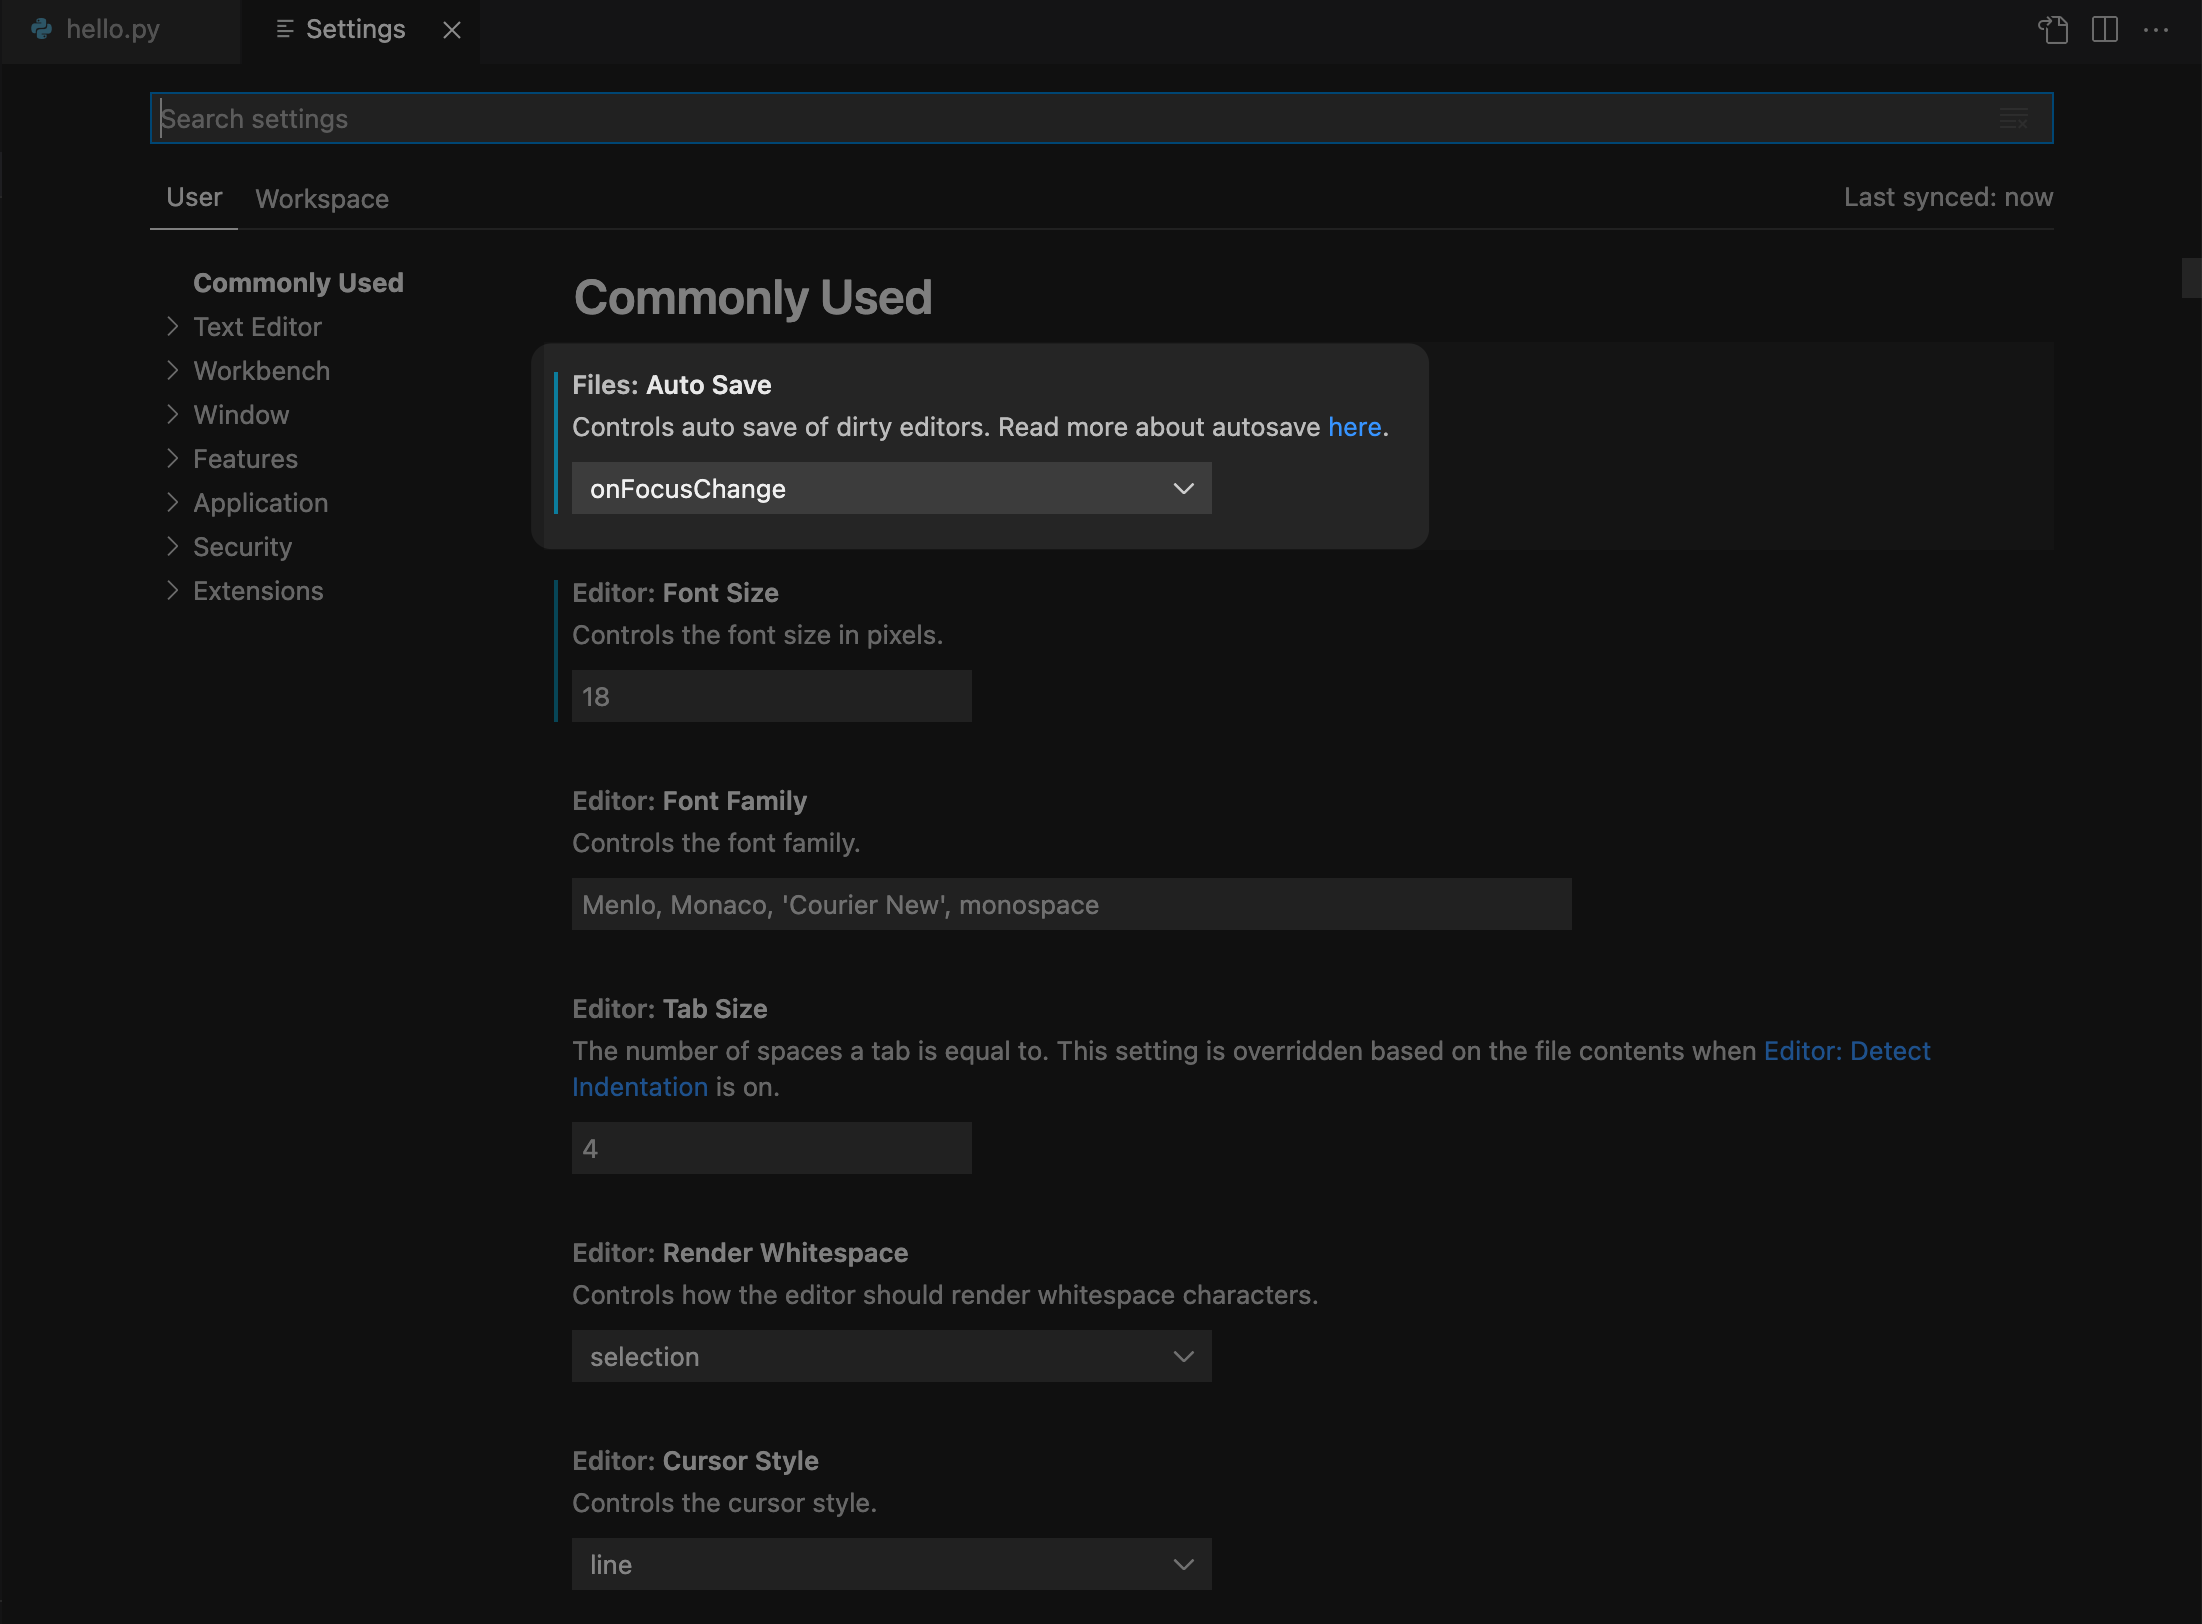 hello.py
Settings
Search settings
User
Workspace
Last synced: now
Commonly Used
Text Editor
Workbench
Window
Features
Application
Security
Extensions
Commonly Used
Files: Auto Save
Controls auto save of dirty editors. Read more about autosave here.
onFocusChange
Editor: Font Size
Controls the font size in pixels.
18
Editor: Font Family
Controls the font family.
Menlo, Monaco, 'Courier New', monospace
Editor: Tab Size
The number of spaces a tab is equal to. This setting is overridden based on the file contents when Editor: Detect
Indentation is on.
4
Editor: Render Whitespace
Controls how the editor should render whitespace characters.
selection
Editor: Cursor Style
Controls the cursor style.
line